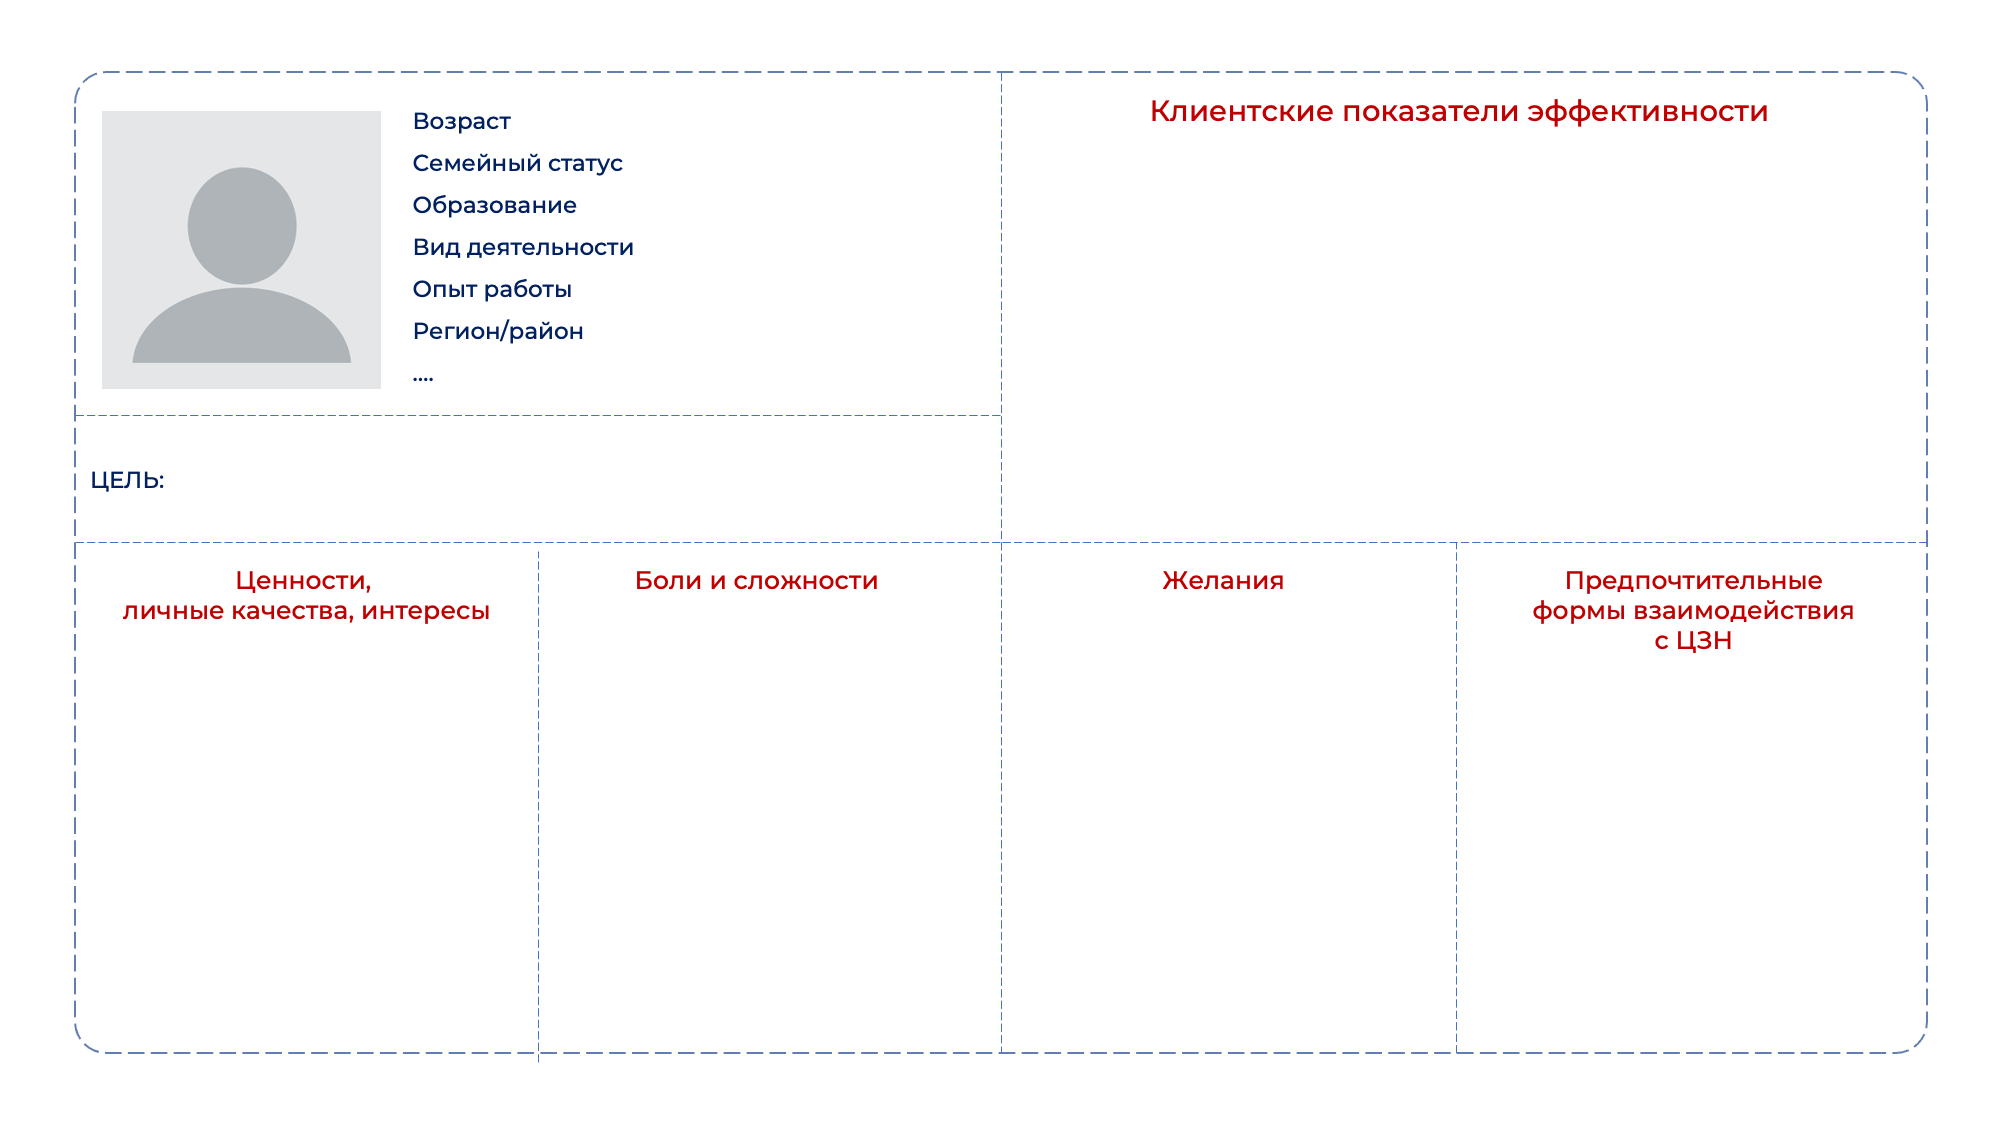 Возраст
Семейный статус
Образование
Вид деятельности
Опыт работы
Регион/район
....
ЦЕЛЬ:
Клиентские показатели эффективности
Ценности,
личные качества, интересы
Боли и сложности
Желания
Предпочтительные
формы взаимодействия
с ЦЗН